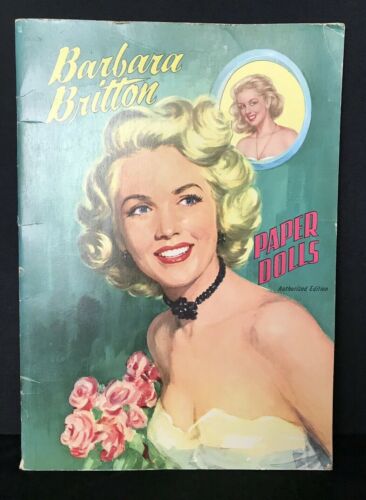 Barbara
Britton
PAPER
DOLLS
Authorized Edition